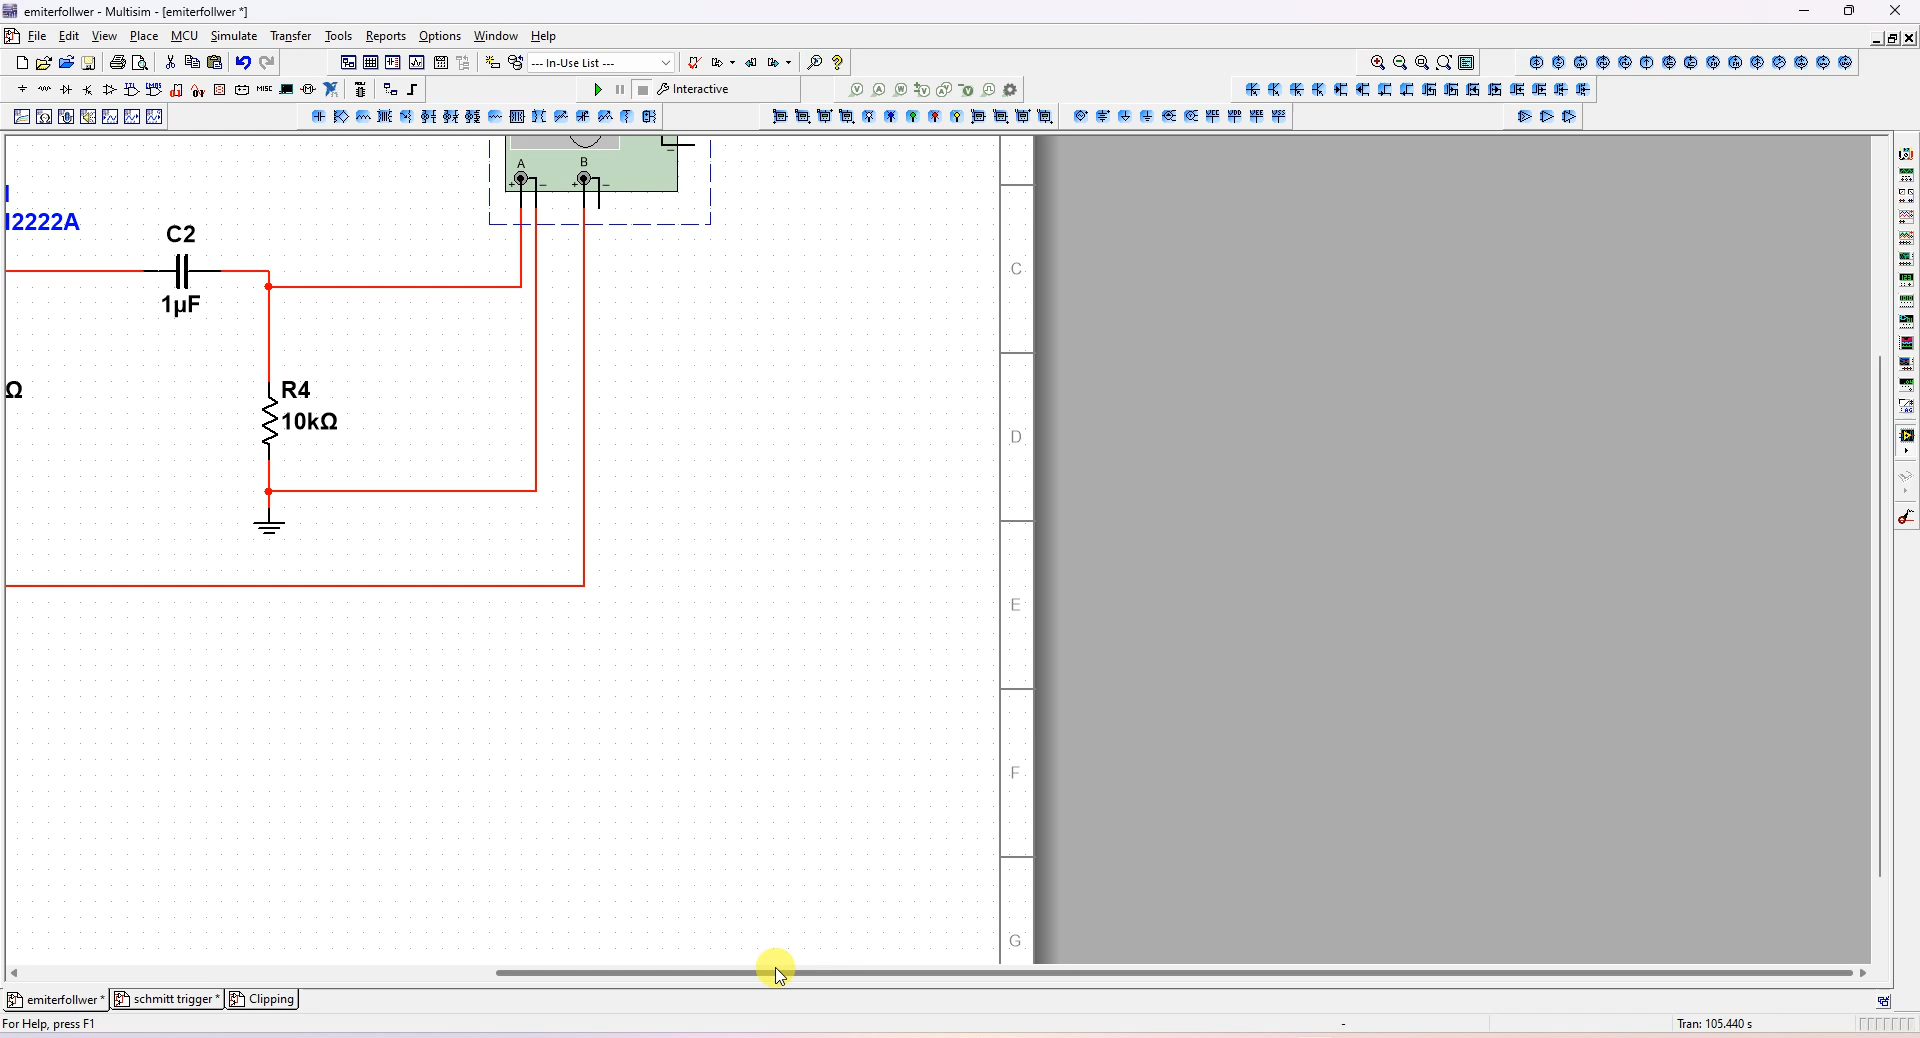 emiterfollwer - Multisim - [emiterfollwer *]
File Edit View Place MCU Simulate Transfer Tools Reports Options Window Help
--- In-Use List ---
Interactive
A B
2222A
C2
1µF
C
Ω
R4
10kΩ
D
E
F
G
emiterfollwer * schmitt trigger * Clipping
For Help, press F1 - Tran: 105.440 s